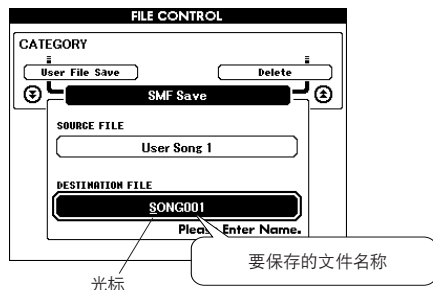 FILE CONTROL
CATEGORY
User File Save
Delete
SMF Save
SOURCE FILE
User Song 1
DESTINATION FILE
SONG001
Please Enter Name.
要保存的文件名称
光标